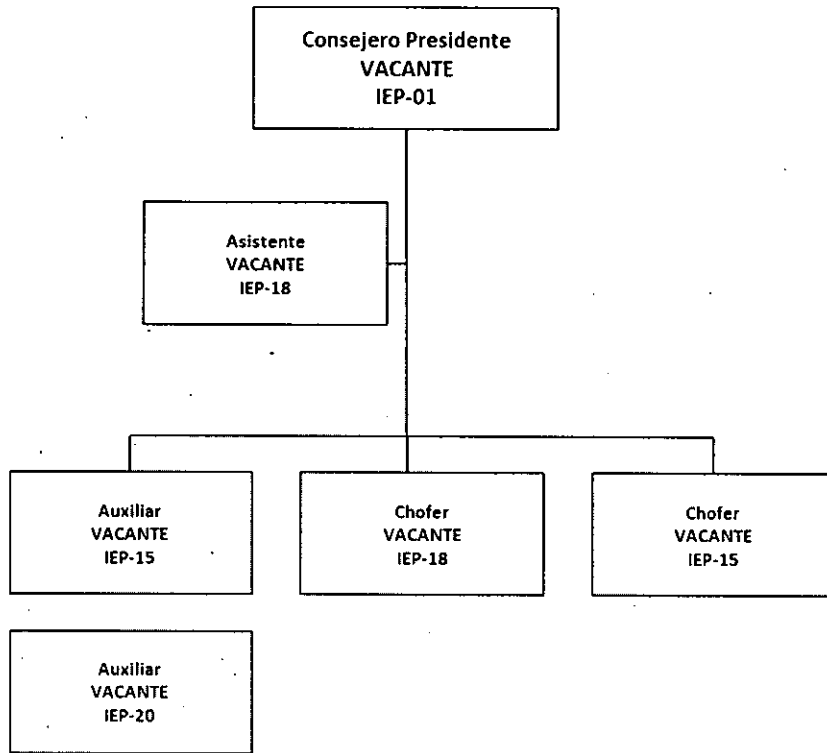 Consejero Presidente
VACANTE
IEP-01
Asistente
VACANTE
IEP-18
Auxiliar
VACANTE
IEP-15
Chofer
VACANTE
IEP-18
Chofer
VACANTE
IEP-15
Auxiliar
VACANTE
IEP-20